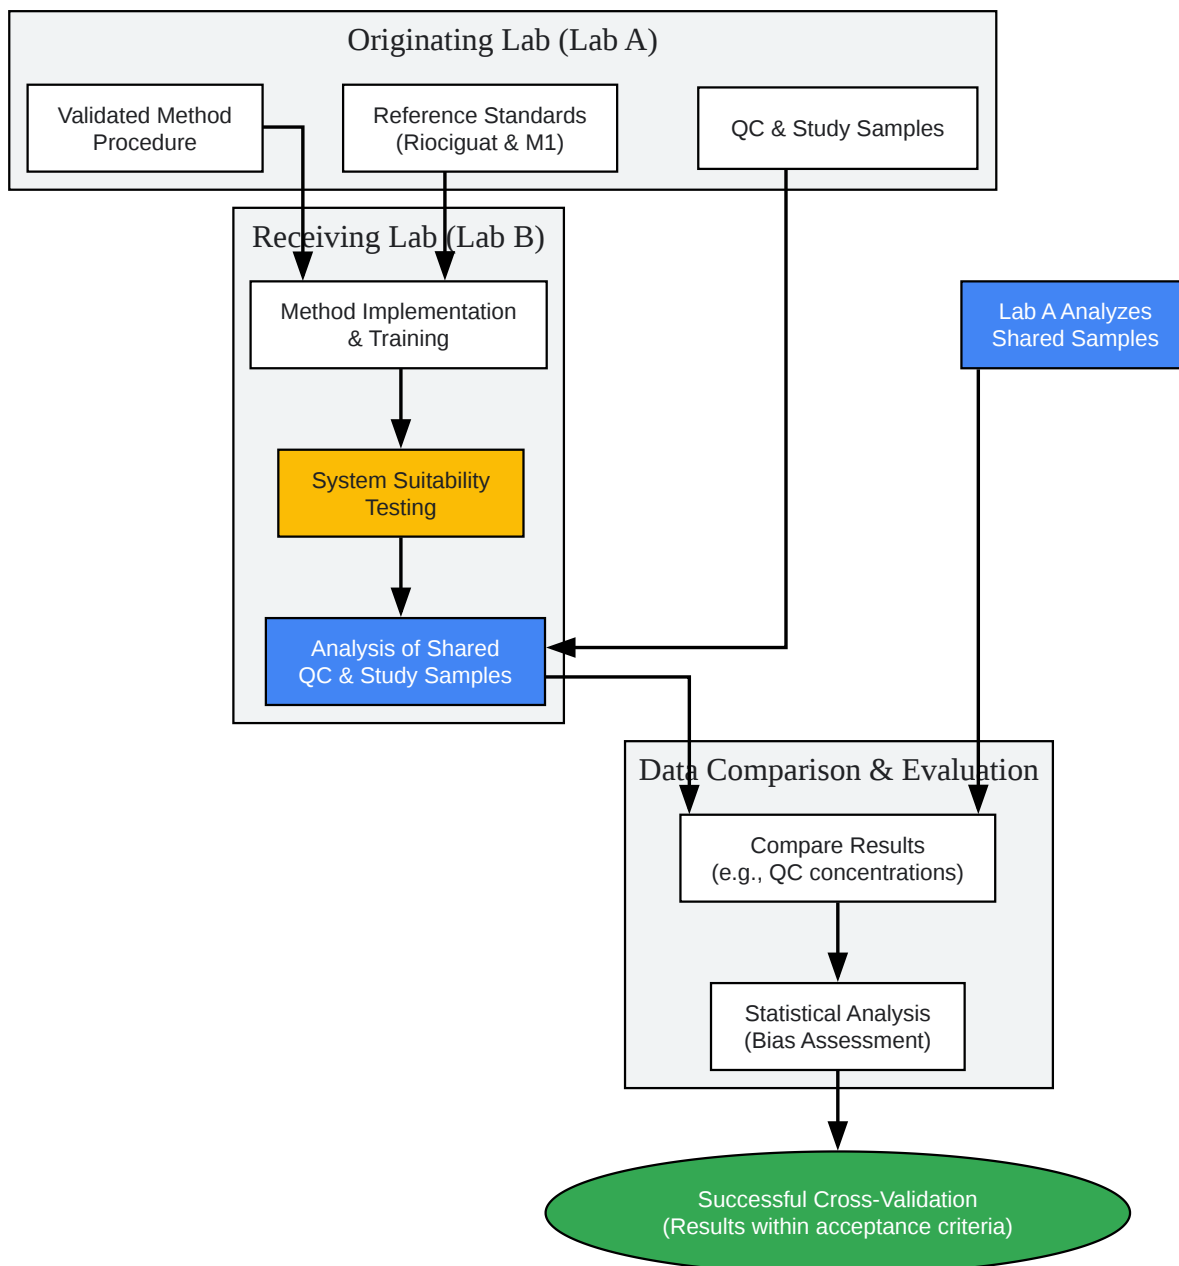 Originating Lab (Lab A)
Validated Method
Procedure
Reference Standards
(Riociguat & M1)
QC & Study Samples
Receiving Lab (Lab B)
Method Implementation
& Training
Lab A Analyzes
Shared Samples
System Suitability
Testing
Analysis of Shared
QC & Study Samples
Data Comparison & Evaluation
Compare Results
(e.g., QC concentrations)
Statistical Analysis
(Bias Assessment)
Successful Cross-Validation
(Results within acceptance criteria)